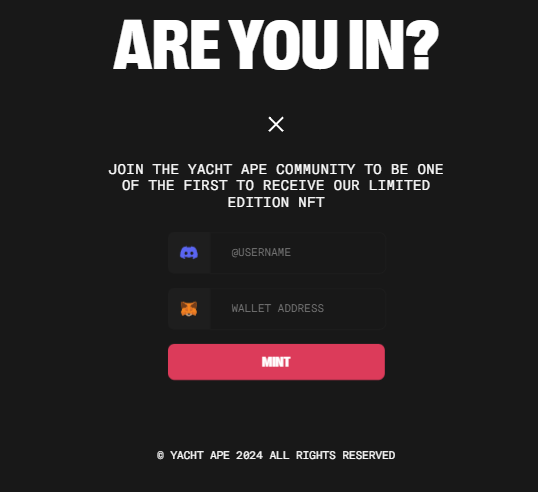 ARE YOU IN?
JOIN THE YACHT APE COMMUNITY TO BE ONE
OF THE FIRST TO RECEIVE OUR LIMITED
EDITION NFT
@USERNAME
WALLET ADDRESS
MINT
© YACHT APE 2024 ALL RIGHTS RESERVED